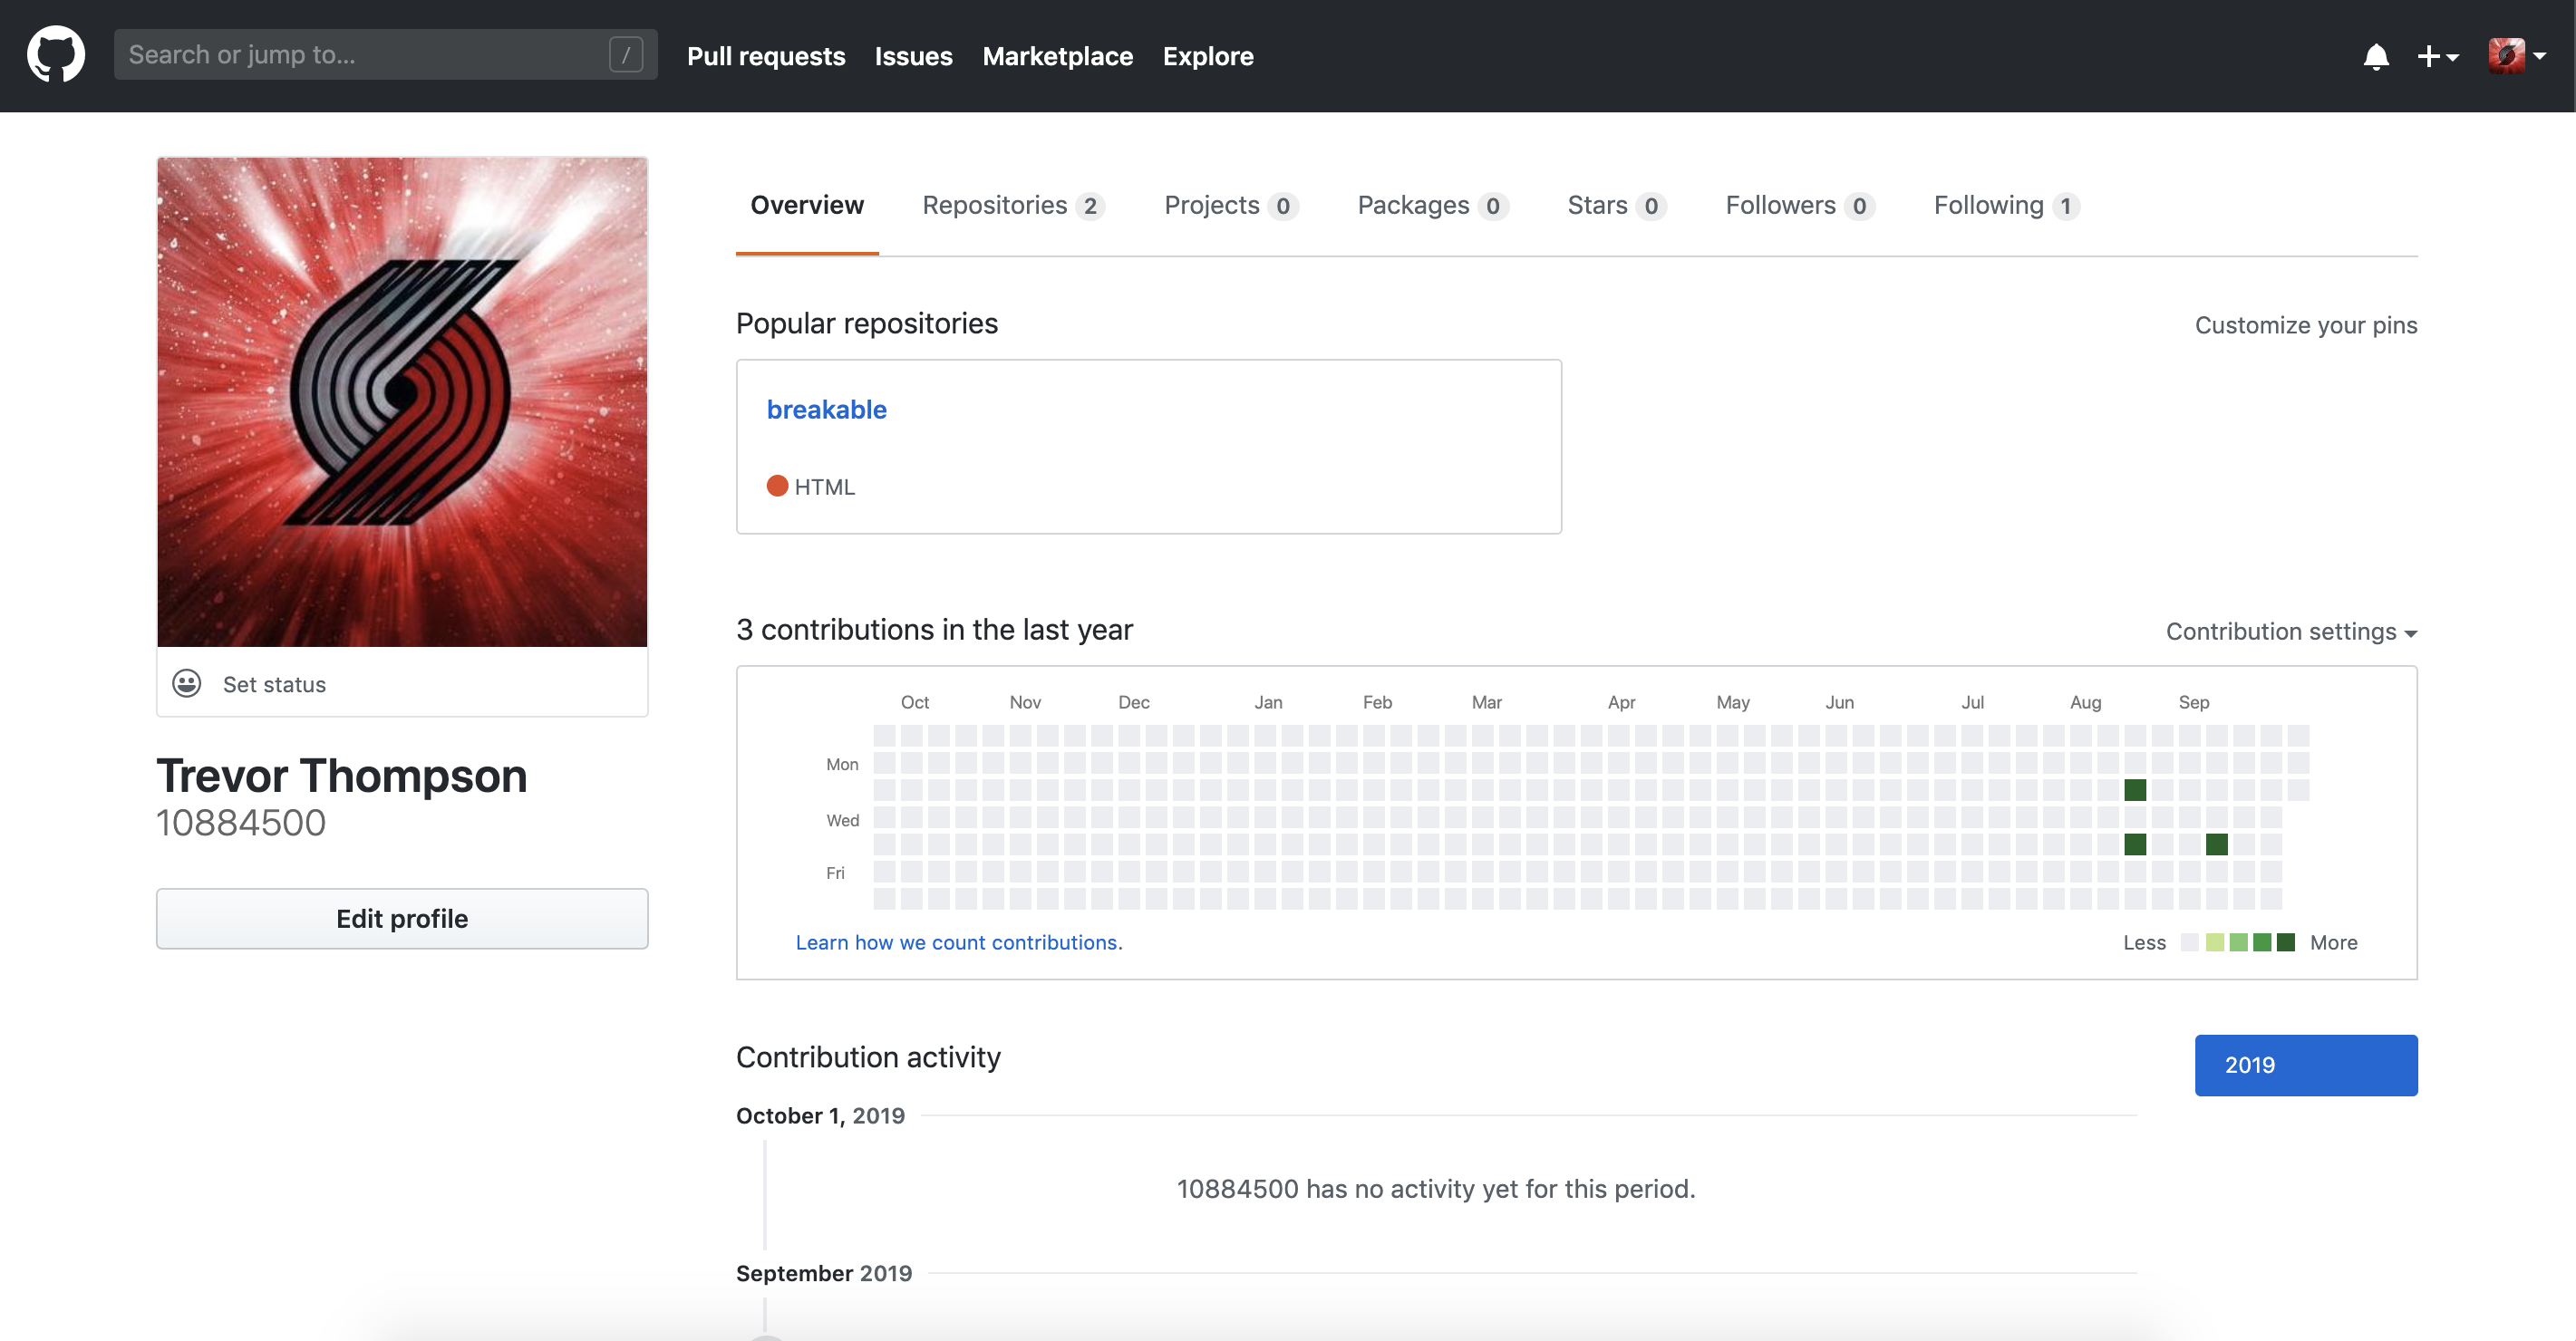 Search or jump to... /
Pull requests Issues Marketplace Explore
Overview Repositories 2 Projects 0 Packages 0 Stars 0 Followers 0 Following 1
Popular repositories
Customize your pins
breakable
HTML
Set status
Trevor Thompson
10884500
Edit profile
3 contributions in the last year
Contribution settings
Oct Nov Dec Jan Feb Mar Apr May Jun Jul Aug Sep
Mon
Wed
Fri
Learn how we count contributions.
Less More
Contribution activity
2019
October 1, 2019
10884500 has no activity yet for this period.
September 2019